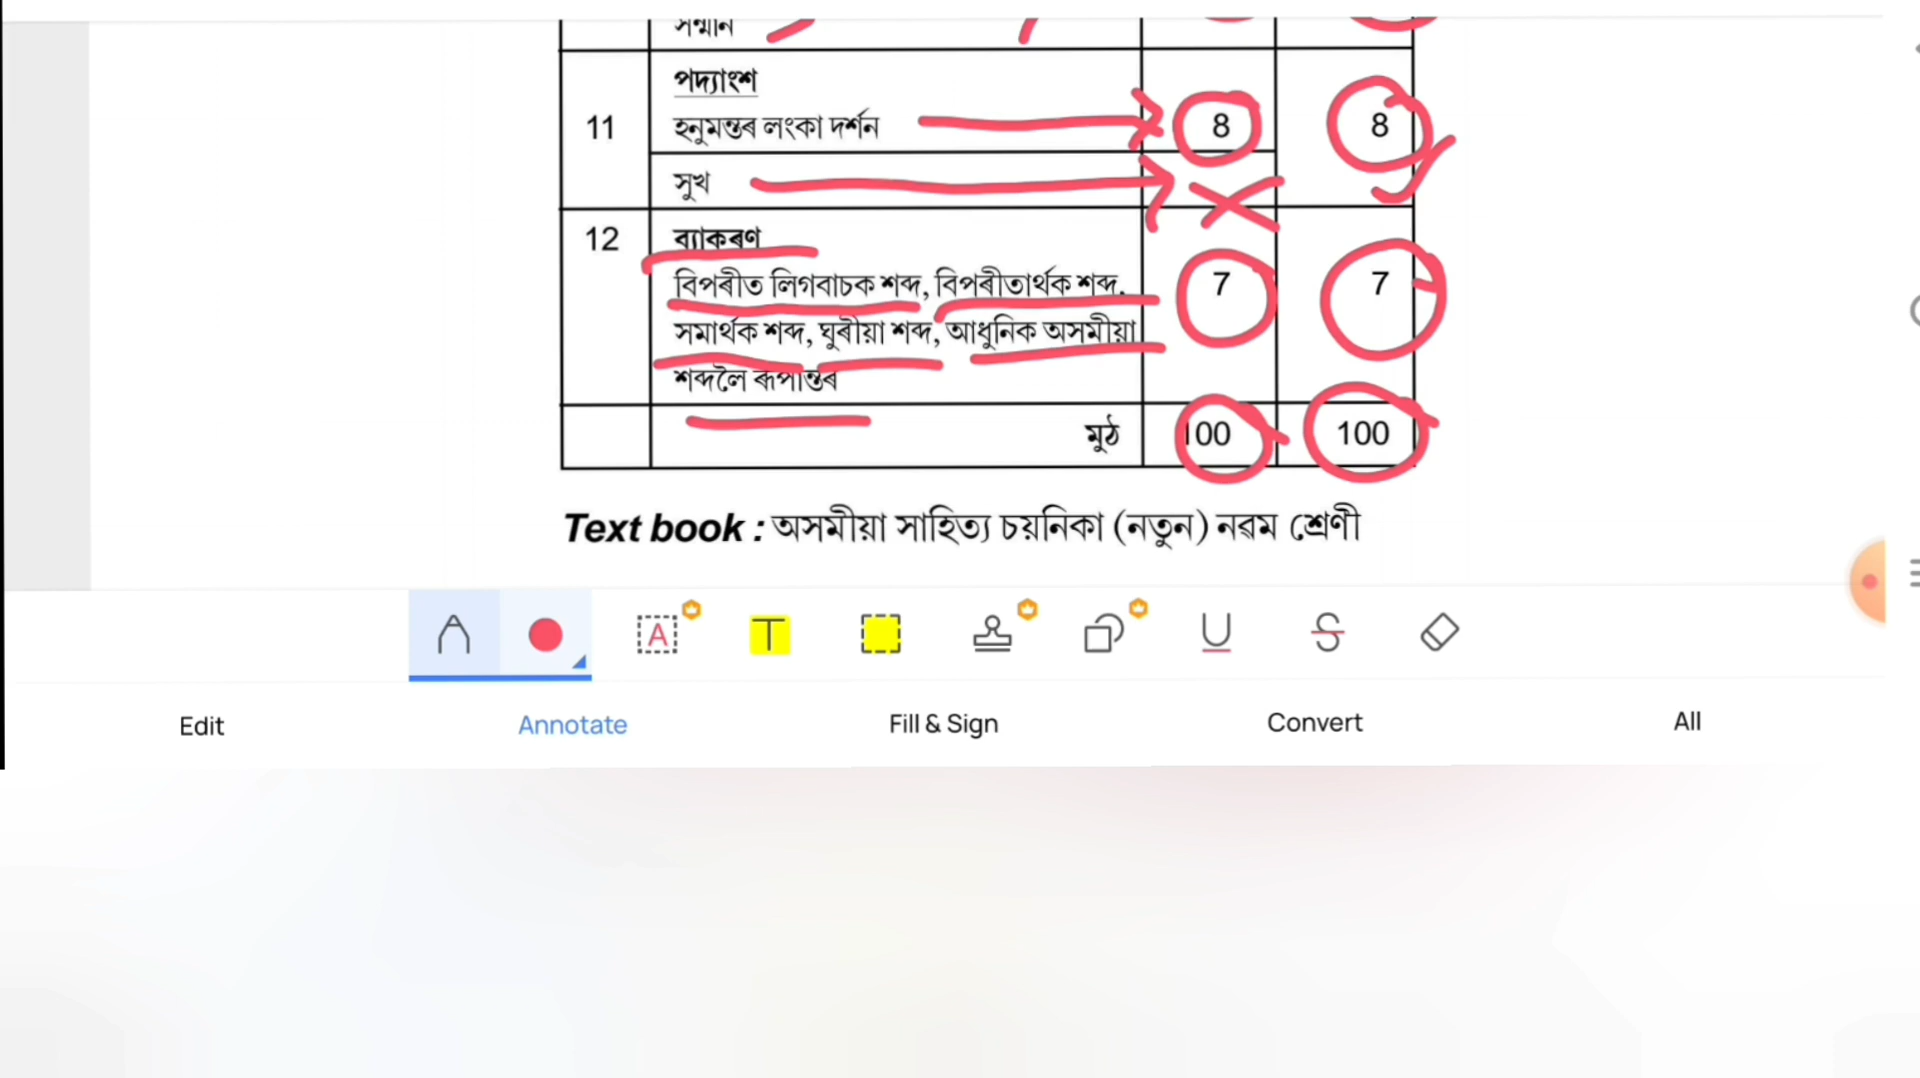 সন্মান
পদ্যাংশ
11 হনুমন্তৰ লংকা দৰ্শন 8 8
সুখ
12 ব্যাকৰণ
বিপৰীত লিগবাচক শব্দ, বিপৰীতাৰ্থক শব্দ, 7 7
সমাৰ্থক শব্দ, ঘুৰীয়া শব্দ, আধুনিক অসমীয়া
শব্দলৈ ৰূপান্তৰ
মুঠ 100 100
Text book : অসমীয়া সাহিত্য চয়নিকা (নতুন) নৱম শ্ৰেণী
Edit Annotate Fill & Sign Convert All